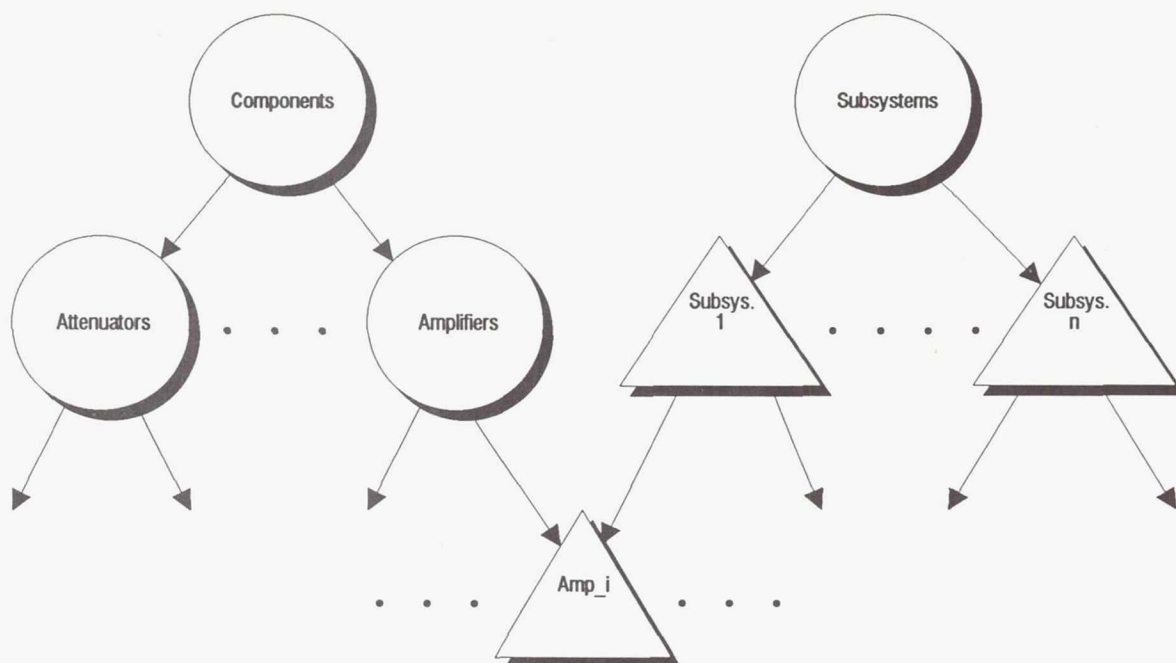 Components
Subsystems
Attenuators
Amplifiers
Subsys.
1
Subsys.
n
Amp_i